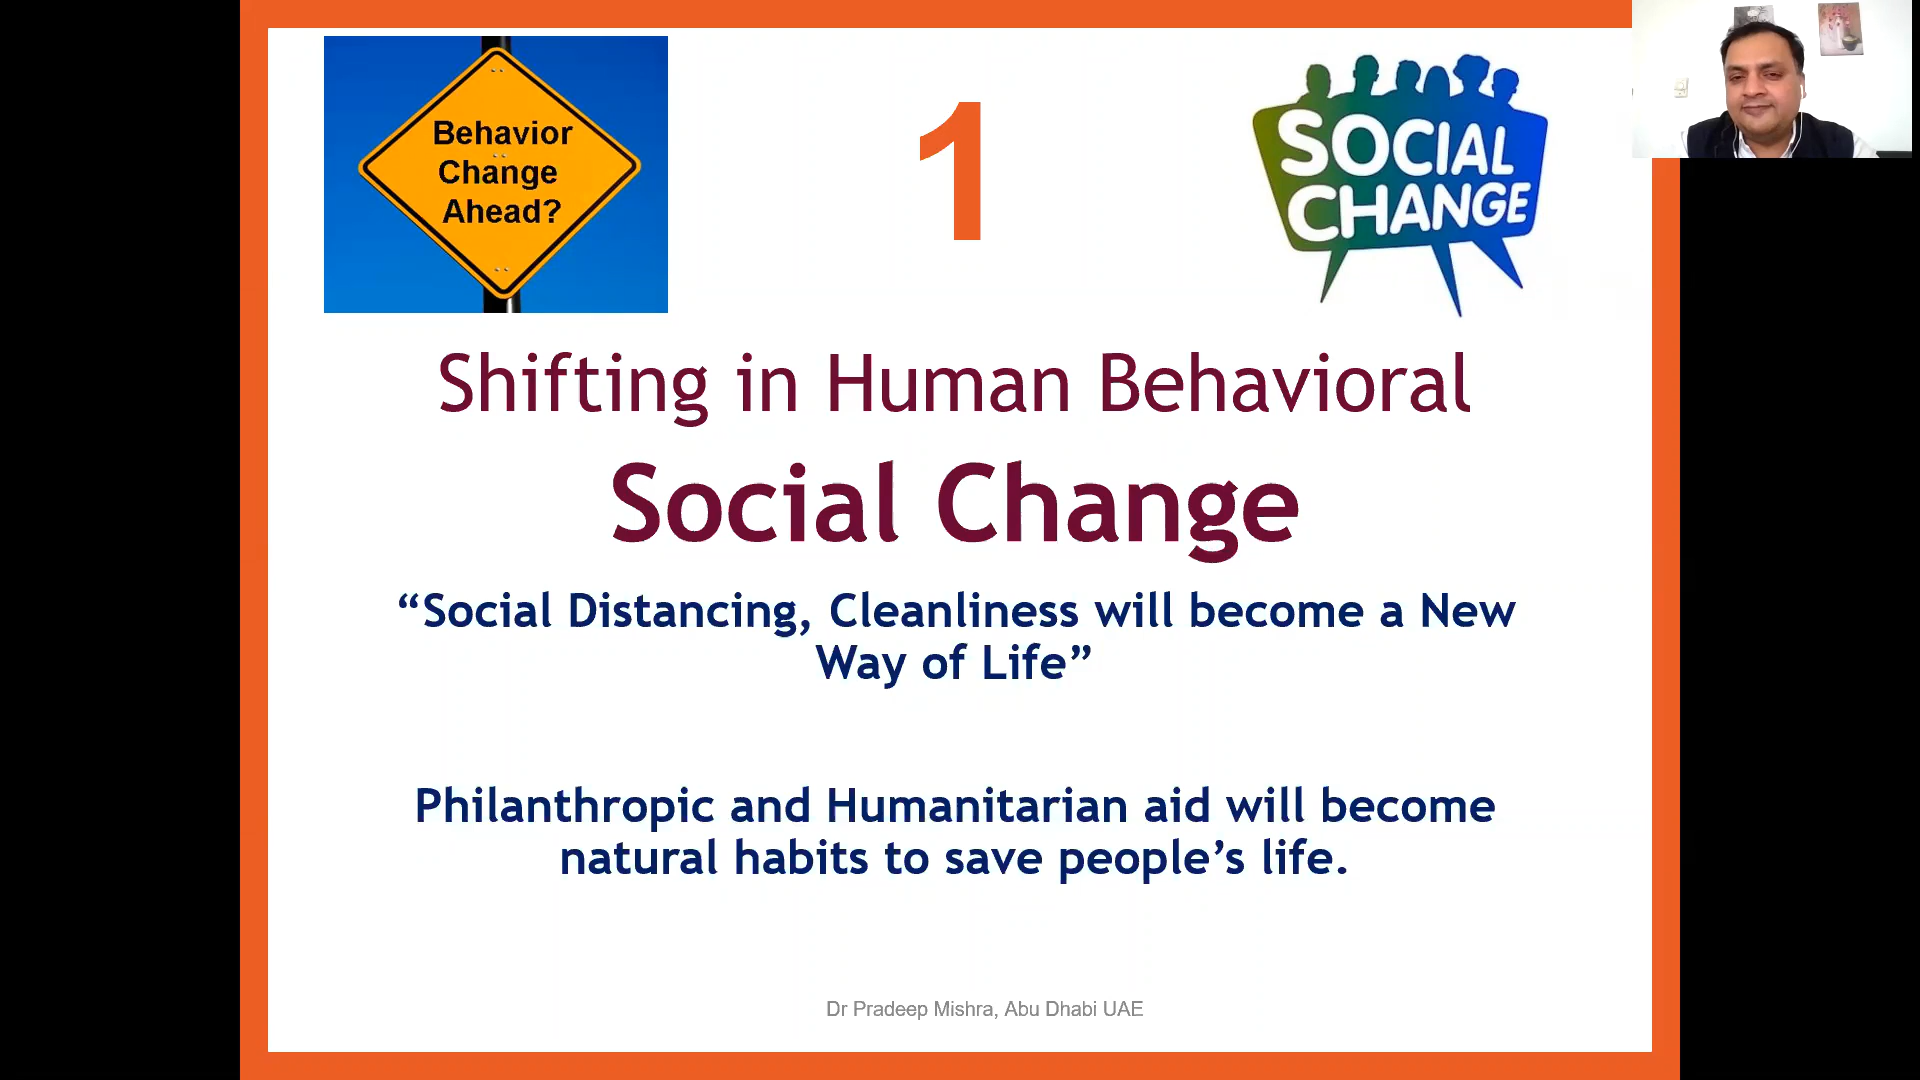 Behavior
Change
Ahead?
1
SOCIAL
CHANGE
Shifting in Human Behavioral
Social Change
“Social Distancing, Cleanliness will become a New
Way of Life”
Philanthropic and Humanitarian aid will become
natural habits to save people’s life.
Dr Pradeep Mishra, Abu Dhabi UAE